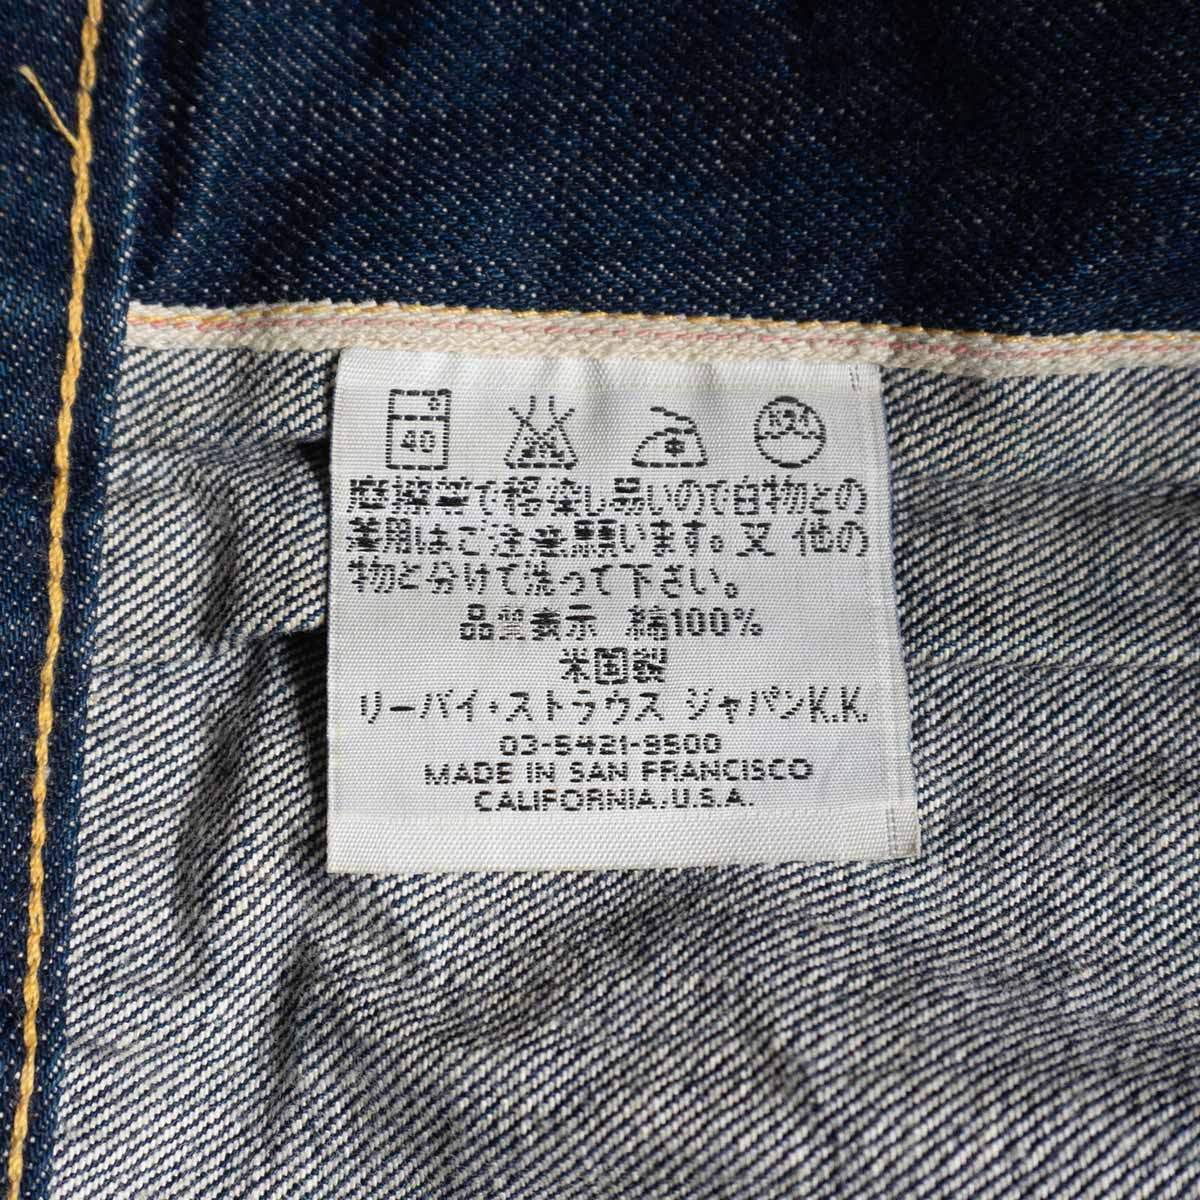 40
摩擦等で移染し易いので白物との
着用はご注意願います。又 他の
物と分けて洗って下さい。
品質表示 綿100%
米国製
リーバイ・ストラウス ジャパンK.K.
03-5421-9500
MADE IN SAN FRANCISCO
CALIFORNIA,U.S.A.